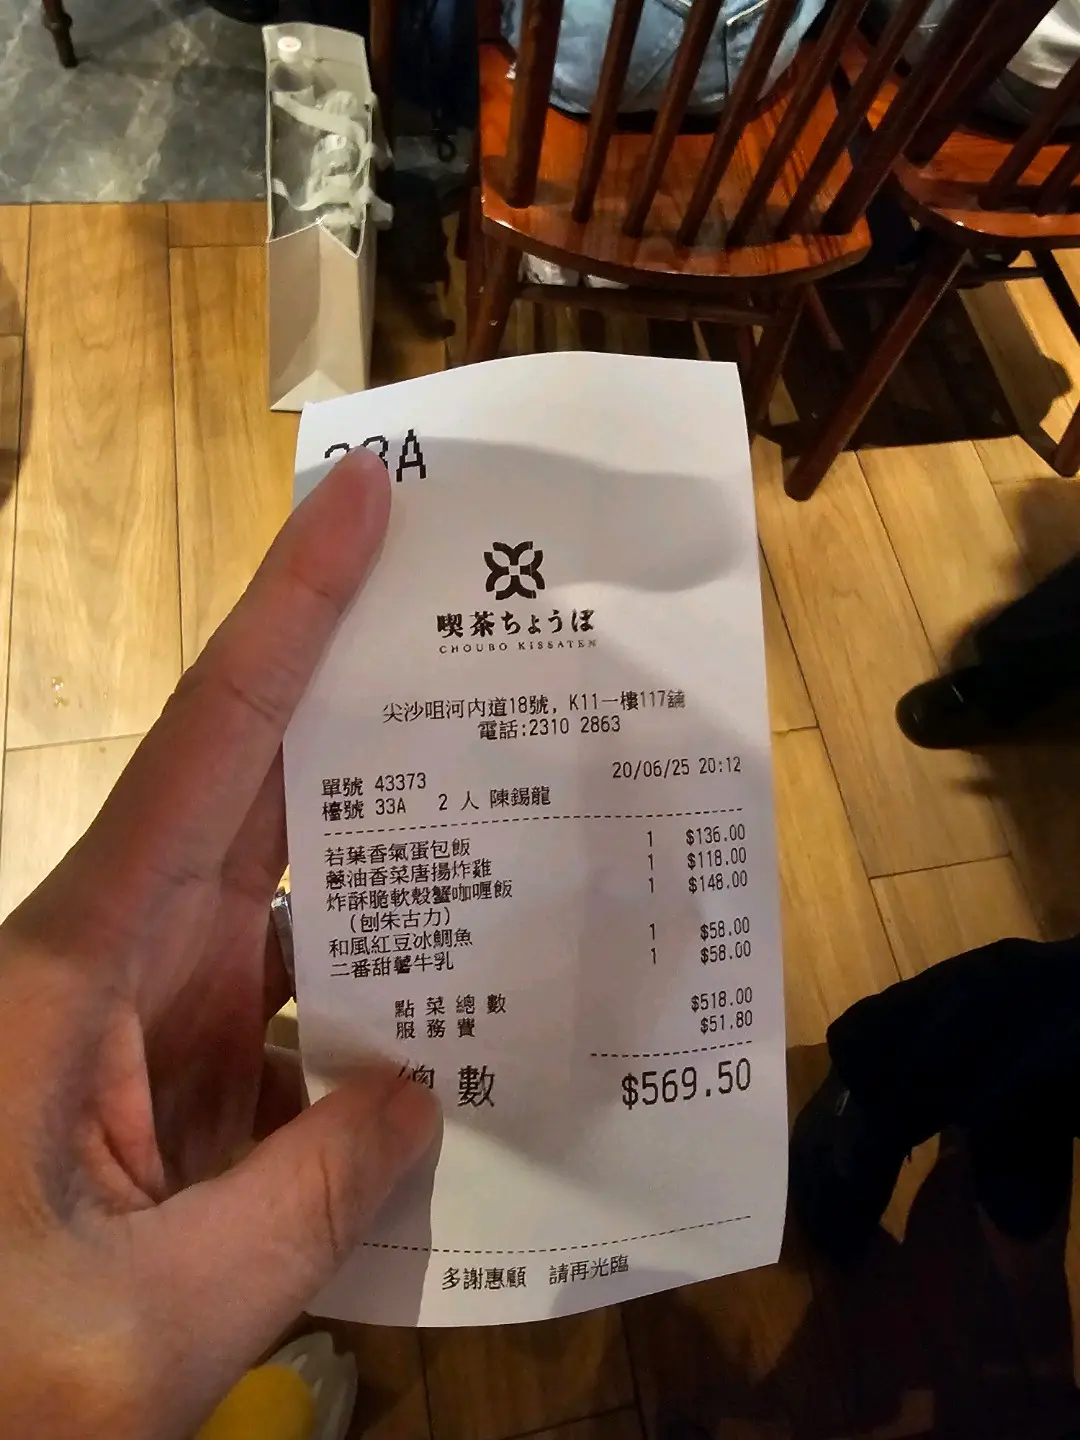 33A
喫茶ちょうぼ
CHOUBO KISSATEN
尖沙咀河內道18號, K11一樓117舖
電話:2310 2863
單號 43373 20/06/25 20:12
檯號 33A 2 人 陳錫龍
若葉香氣蛋包飯 1 $136.00
蔥油香菜唐揚炸雞 1 $118.00
炸酥脆軟殼蟹咖喱飯 1 $148.00
(刨朱古力)
和風紅豆冰鯛魚 1 $58.00
二番甜薯牛乳 1 $58.00
點菜總數 $518.00
服務費 $51.80
總數 $569.50
多謝惠顧 請再光臨